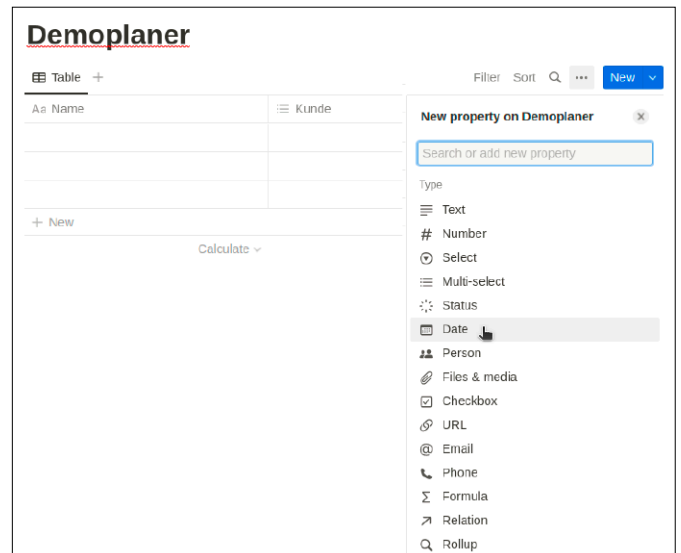 Demoplaner
Table
Filter Sort New
Aa Name Kunde
New property on Demoplaner
Search or add new property
Type
Text
+ New
# Number
Calculate
Select
Multi-select
Status
Date
Person
Files & media
Checkbox
URL
@ Email
Phone
Σ Formula
Relation
Rollup